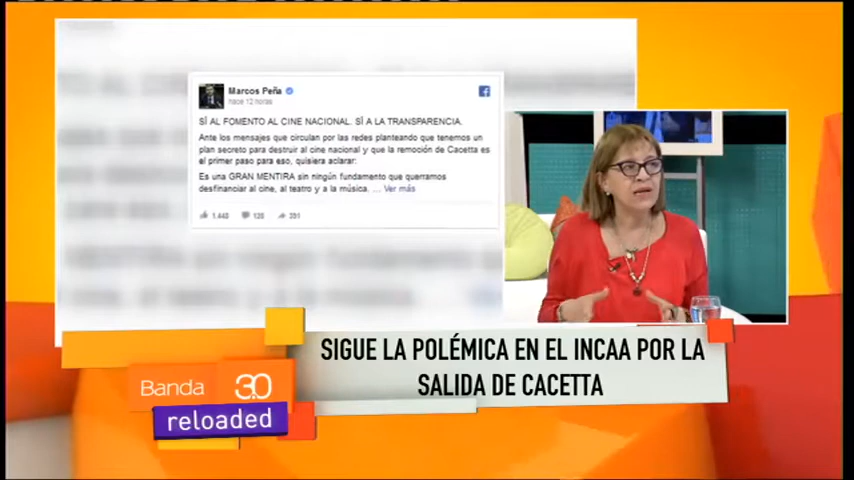 Marcos Peña
hace 12 horas
SÍ AL FOMENTO AL CINE NACIONAL. SÍ A LA TRANSPARENCIA.
Ante los mensajes que circulan por las redes planteando que tenemos un
plan secreto para destruir al cine nacional y que la remoción de Cacetta es
el primer paso para eso, quisiera aclarar:
Es una GRAN MENTIRA sin ningún fundamento que querramos
desfinanciar al cine, al teatro y a la música. ... Ver más
SIGUE LA POLÉMICA EN EL INCAA POR LA
SALIDA DE CACETTA
Banda 3.0
reloaded